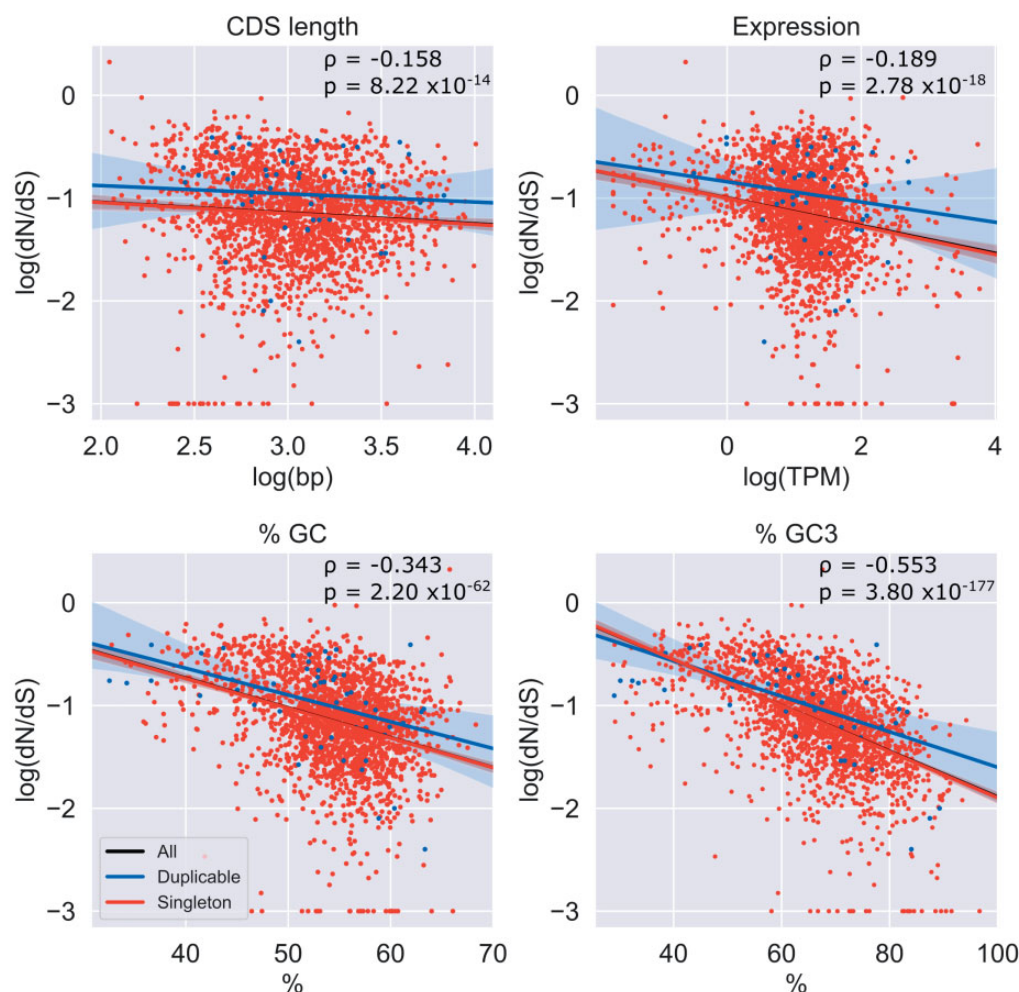 CDS length
ρ = -0.158
p = 8.22 x10⁻¹⁴
log(dN/dS)
0
−1
−2
−3
2.0 2.5 3.0 3.5 4.0
log(bp)
Expression
ρ = -0.189
p = 2.78 x10⁻¹⁸
log(dN/dS)
0
−1
−2
−3
0 2 4
log(TPM)
% GC
ρ = -0.343
p = 2.20 x10⁻⁶²
log(dN/dS)
0
−1
−2
−3
All
Duplicable
Singleton
40 50 60 70
%
% GC3
ρ = -0.553
p = 3.80 x10⁻¹⁷⁷
log(dN/dS)
0
−1
−2
−3
40 60 80 100
%